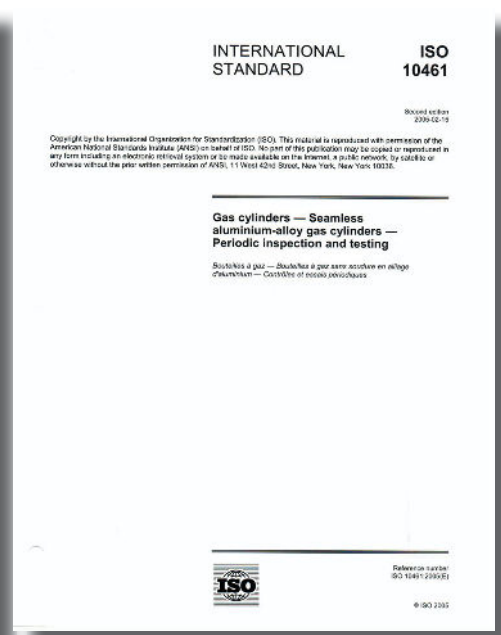 INTERNATIONAL
STANDARD
ISO
10461
Second edition
2005-02-15
Copyright by the International Organization for Standardization (ISO). This material is reproduced with permission of the
American National Standards Institute (ANSI) on behalf of ISO. No part of this publication may be copied or reproduced in
any form including an electronic retrieval system or be made available on the Internet, a public network, by satellite or
otherwise without the prior written permission of ANSI, 11 West 42nd Street, New York, New York 10036.
Gas cylinders — Seamless
aluminium-alloy gas cylinders —
Periodic inspection and testing
Bouteilles à gaz — Bouteilles à gaz sans soudure en alliage
d'aluminium — Contrôles et essais périodiques
ISO
Reference number
ISO 10461:2005(E)
© ISO 2005